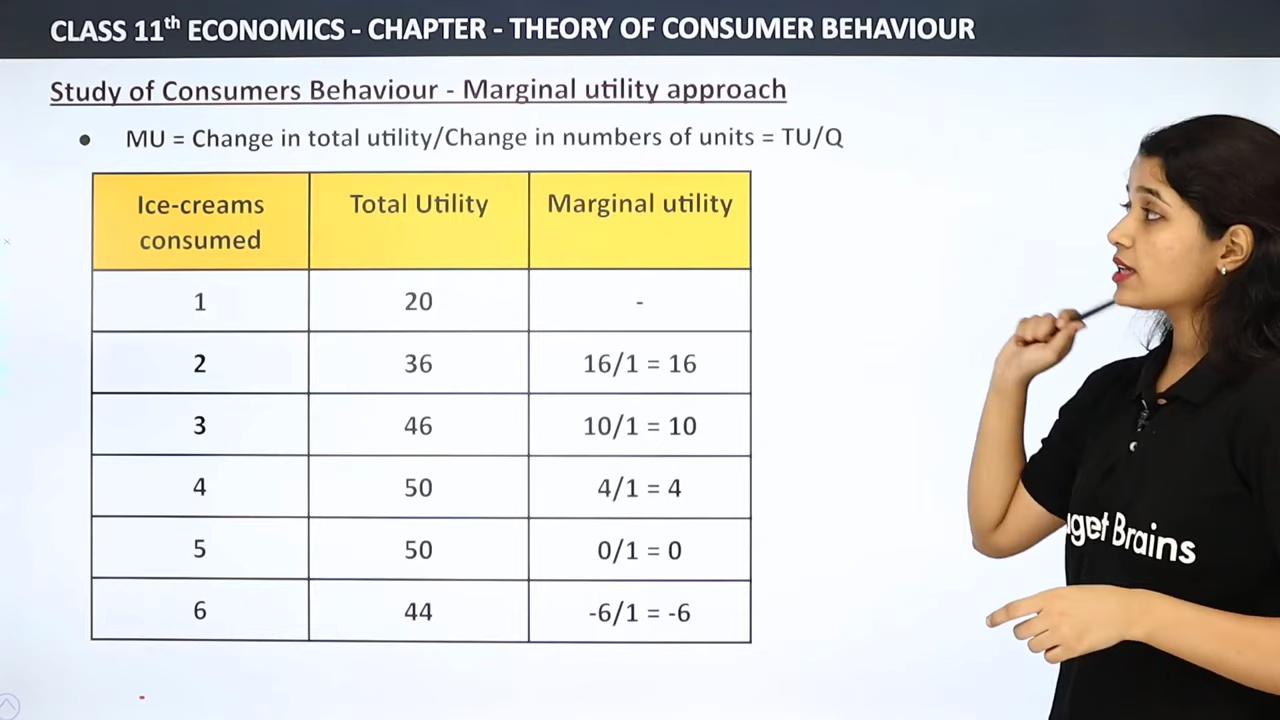 CLASS 11th ECONOMICS - CHAPTER - THEORY OF CONSUMER BEHAVIOUR
Study of Consumers Behaviour - Marginal utility approach
● MU = Change in total utility/Change in numbers of units = TU/Q
Ice-creams consumed Total Utility Marginal utility
1 20 -
2 36 16/1 = 16
3 46 10/1 = 10
4 50 4/1 = 4
5 50 0/1 = 0
6 44 -6/1 = -6
Brains